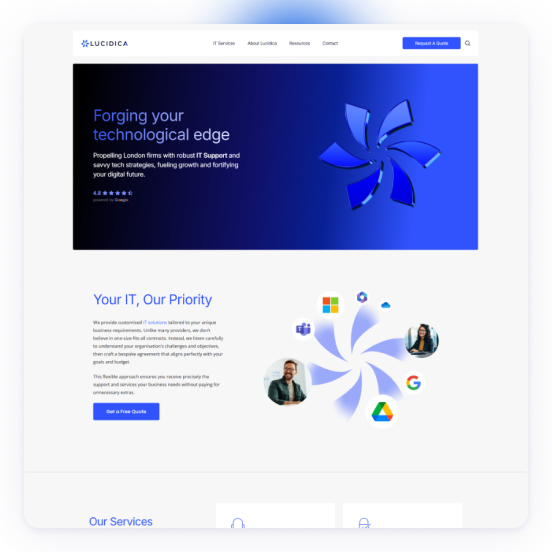 LUCIDICA
IT Services
About Lucidica
Resources
Contact
Request A Quote
Forging your
technological edge
Propelling London firms with robust IT Support and
savvy tech strategies, fueling growth and fortifying
your digital future.
4.8
powered by Google
Your IT, Our Priority
We provide customised IT solutions tailored to your unique
business requirements. Unlike many providers, we don't
believe in one-size-fits all contracts. Instead, we listen carefully
to understand your organisation's challenges and objectives,
then craft a bespoke agreement that aligns perfectly with your
goals and budget.
This flexible approach ensures you receive precisely the
support and services your business needs without paying for
unnecessary extras.
Get a Free Quote
Our Services